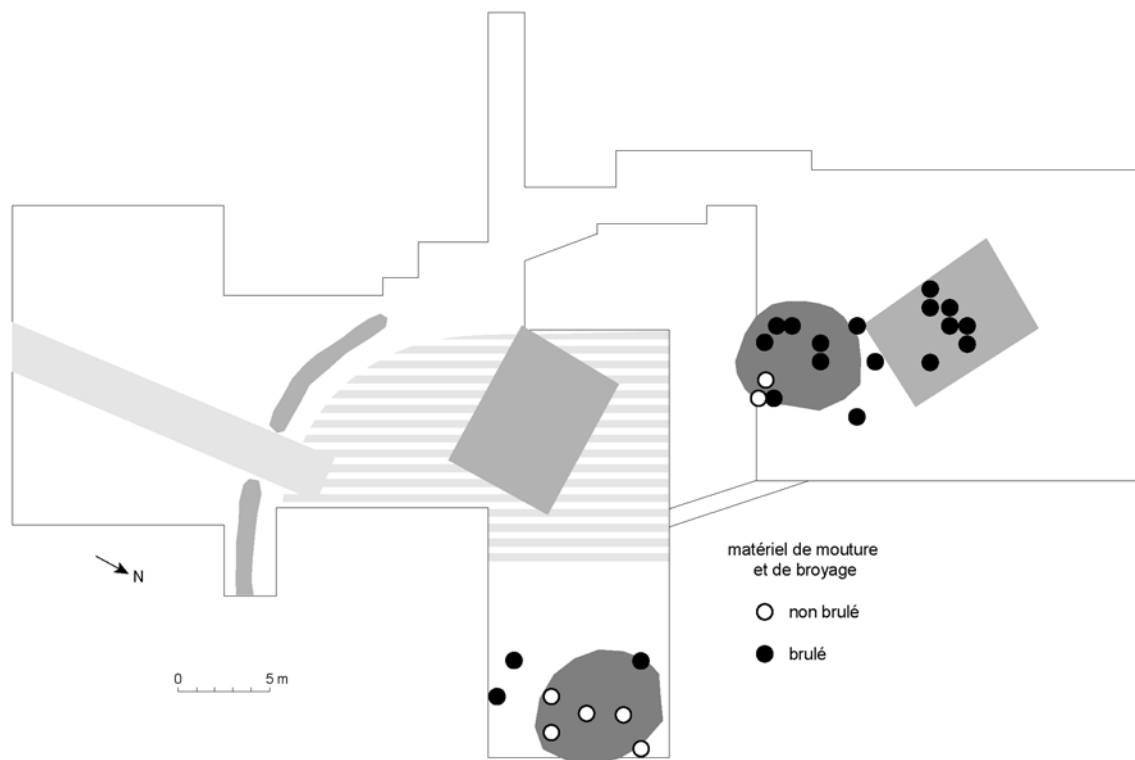 N
0 5 m
matériel de mouture
et de broyage
non brulé
brulé